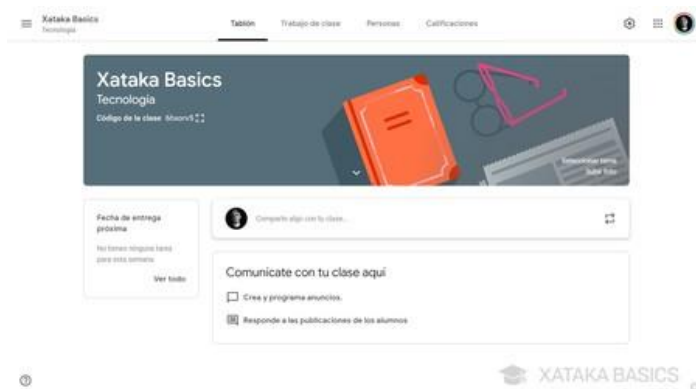 Xataka Basics
Tecnología
Tablón
Trabajo de clase
Personas
Calificaciones
Xataka Basics
Tecnología
Código de la clase
Seleccionar tema
Subir foto
Fecha de entrega
próxima
No tienes ninguna tarea
para esta semana.
Ver todo
Comparte algo con tu clase...
Comunícate con tu clase aquí
Crea y programa anuncios.
Responde a las publicaciones de los alumnos
XATAKA BASICS